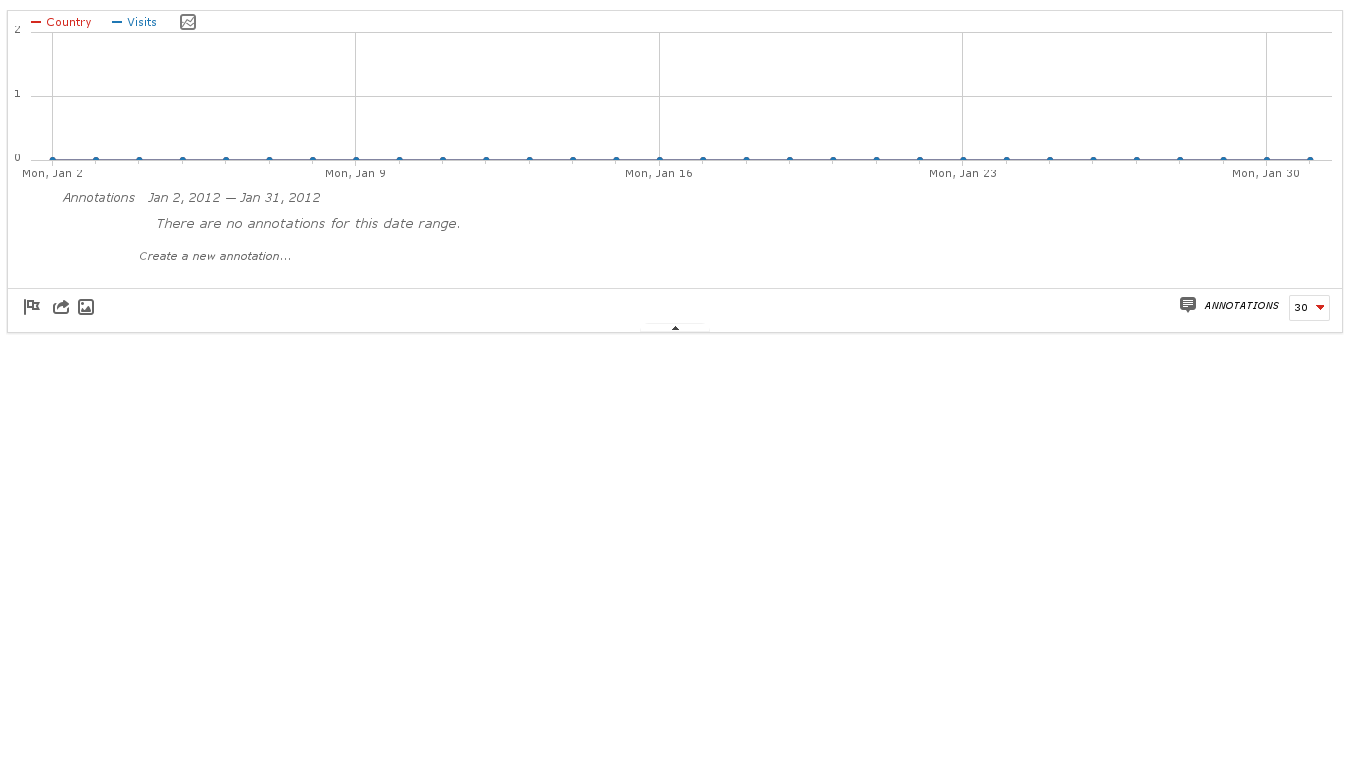 Country Visits
2
1
0
Mon, Jan 2 Mon, Jan 9 Mon, Jan 16 Mon, Jan 23 Mon, Jan 30
Annotations Jan 2, 2012 — Jan 31, 2012
There are no annotations for this date range.
Create a new annotation...
ANNOTATIONS 30